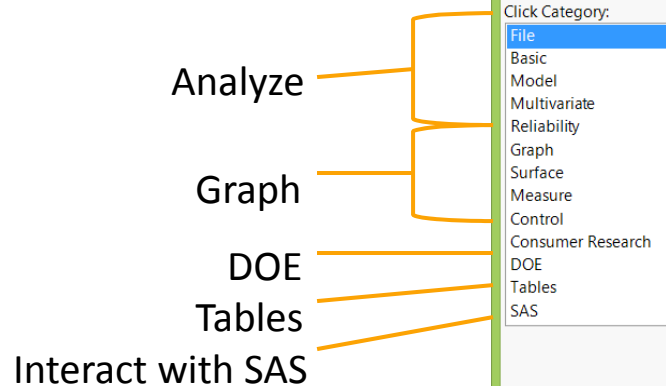 Click Category:
File
Basic
Model
Multivariate
Reliability
Graph
Surface
Measure
Control
Consumer Research
DOE
Tables
SAS
Analyze
Graph
DOE
Tables
Interact with SAS